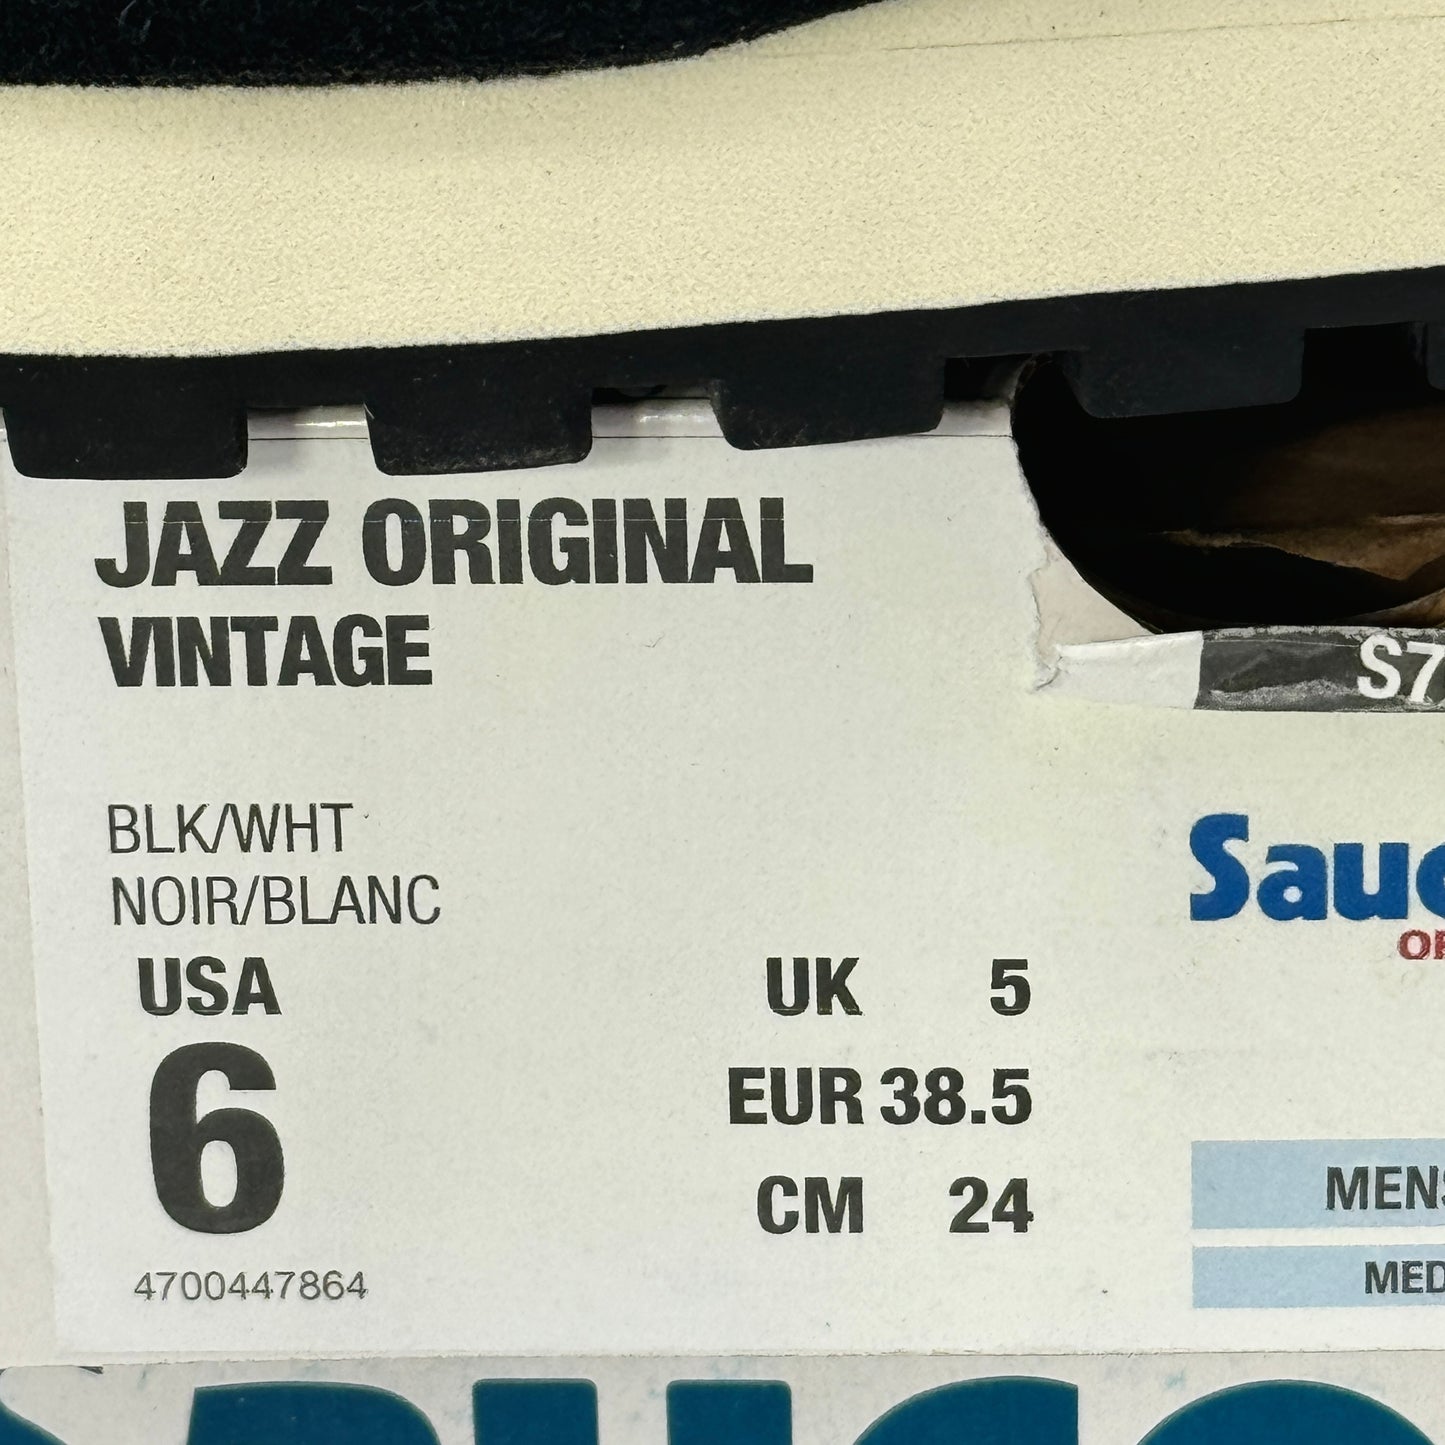 JAZZ ORIGINAL
VINTAGE
BLK/WHT
NOIR/BLANC
USA
6
4700447864
UK 5
EUR 38.5
CM 24